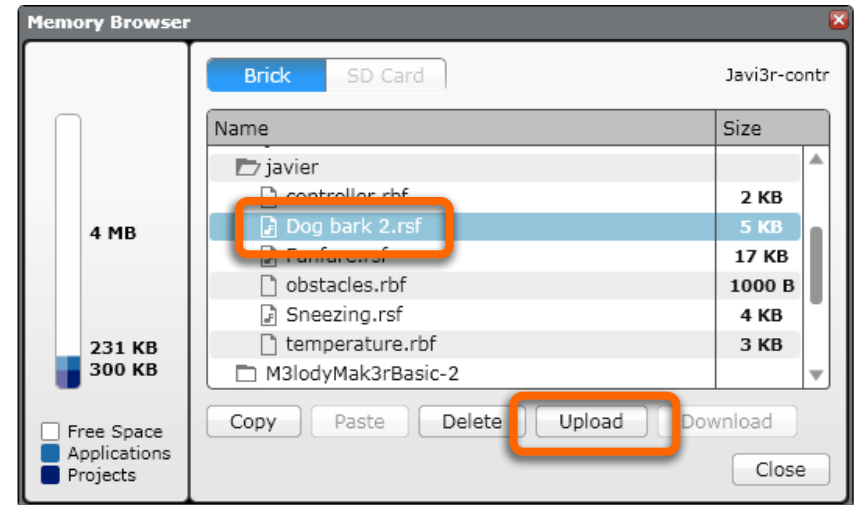 Memory Browser
Brick SD Card Javi3r-contr
Name Size
javier
controller.rbf 2 KB
Dog bark 2.rsf 5 KB
Fanfare.rsf 17 KB
obstacles.rbf 1000 B
Sneezing.rsf 4 KB
temperature.rbf 3 KB
M3lodyMak3rBasic-2
4 MB
231 KB
300 KB
Free Space
Applications
Projects
Copy Paste Delete Upload Download
Close